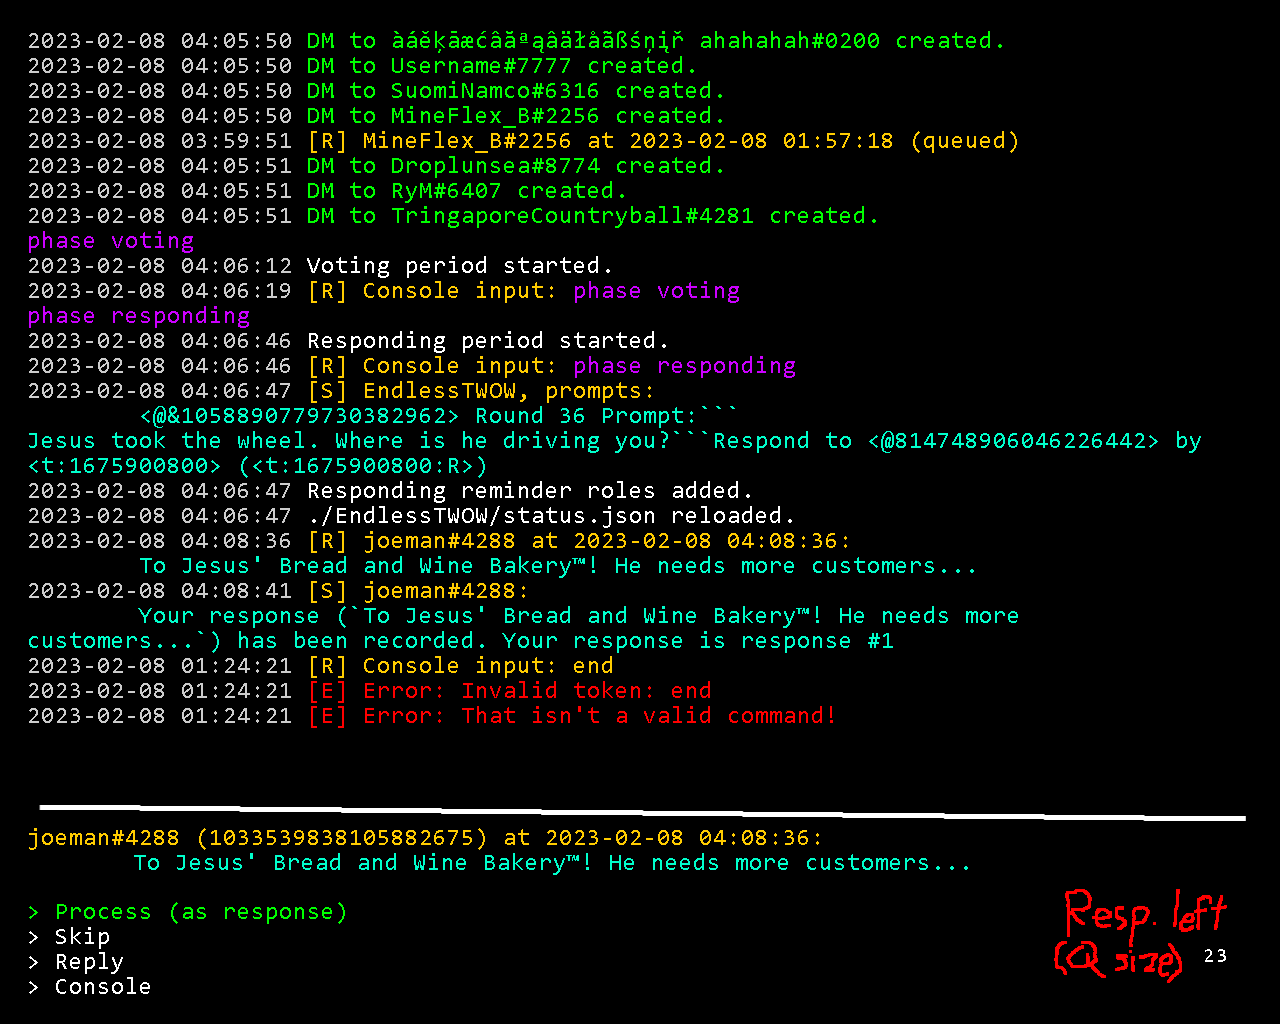 2023-02-08 04:05:50 DM to àáěķāæćâãªąâäłåãßśņįř ahahahah#0200 created.
2023-02-08 04:05:50 DM to Username#7777 created.
2023-02-08 04:05:50 DM to SuomiNamco#6316 created.
2023-02-08 04:05:50 DM to MineFlex_B#2256 created.
2023-02-08 03:59:51 [R] MineFlex_B#2256 at 2023-02-08 01:57:18 (queued)
2023-02-08 04:05:51 DM to Droplunsea#8774 created.
2023-02-08 04:05:51 DM to RyM#6407 created.
2023-02-08 04:05:51 DM to TringaporeCountryball#4281 created.
phase voting
2023-02-08 04:06:12 Voting period started.
2023-02-08 04:06:19 [R] Console input: phase voting
phase responding
2023-02-08 04:06:46 Responding period started.
2023-02-08 04:06:46 [R] Console input: phase responding
2023-02-08 04:06:47 [S] EndlessTWOW, prompts:
<@&1058890779730382962> Round 36 Prompt:```
Jesus took the wheel. Where is he driving you?```Respond to <@814748906046226442> by
<t:1675900800> (<t:1675900800:R>)
2023-02-08 04:06:47 Responding reminder roles added.
2023-02-08 04:06:47 ./EndlessTWOW/status.json reloaded.
2023-02-08 04:08:36 [R] joeman#4288 at 2023-02-08 04:08:36:
To Jesus' Bread and Wine Bakery™! He needs more customers...
2023-02-08 04:08:41 [S] joeman#4288:
Your response (`To Jesus' Bread and Wine Bakery™! He needs more
customers...`) has been recorded. Your response is response #1
2023-02-08 01:24:21 [R] Console input: end
2023-02-08 01:24:21 [E] Error: Invalid token: end
2023-02-08 01:24:21 [E] Error: That isn't a valid command!
joeman#4288 (1033539838105882675) at 2023-02-08 04:08:36:
To Jesus' Bread and Wine Bakery™! He needs more customers...
> Process (as response)
> Skip
> Reply
> Console
Resp. left
(Q size) 23